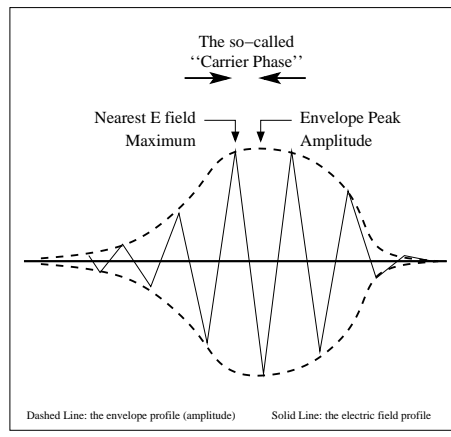 The so−called
‘‘Carrier Phase’’
Nearest E field
Maximum
Envelope Peak
Amplitude
Dashed Line: the envelope profile (amplitude)
Solid Line: the electric field profile